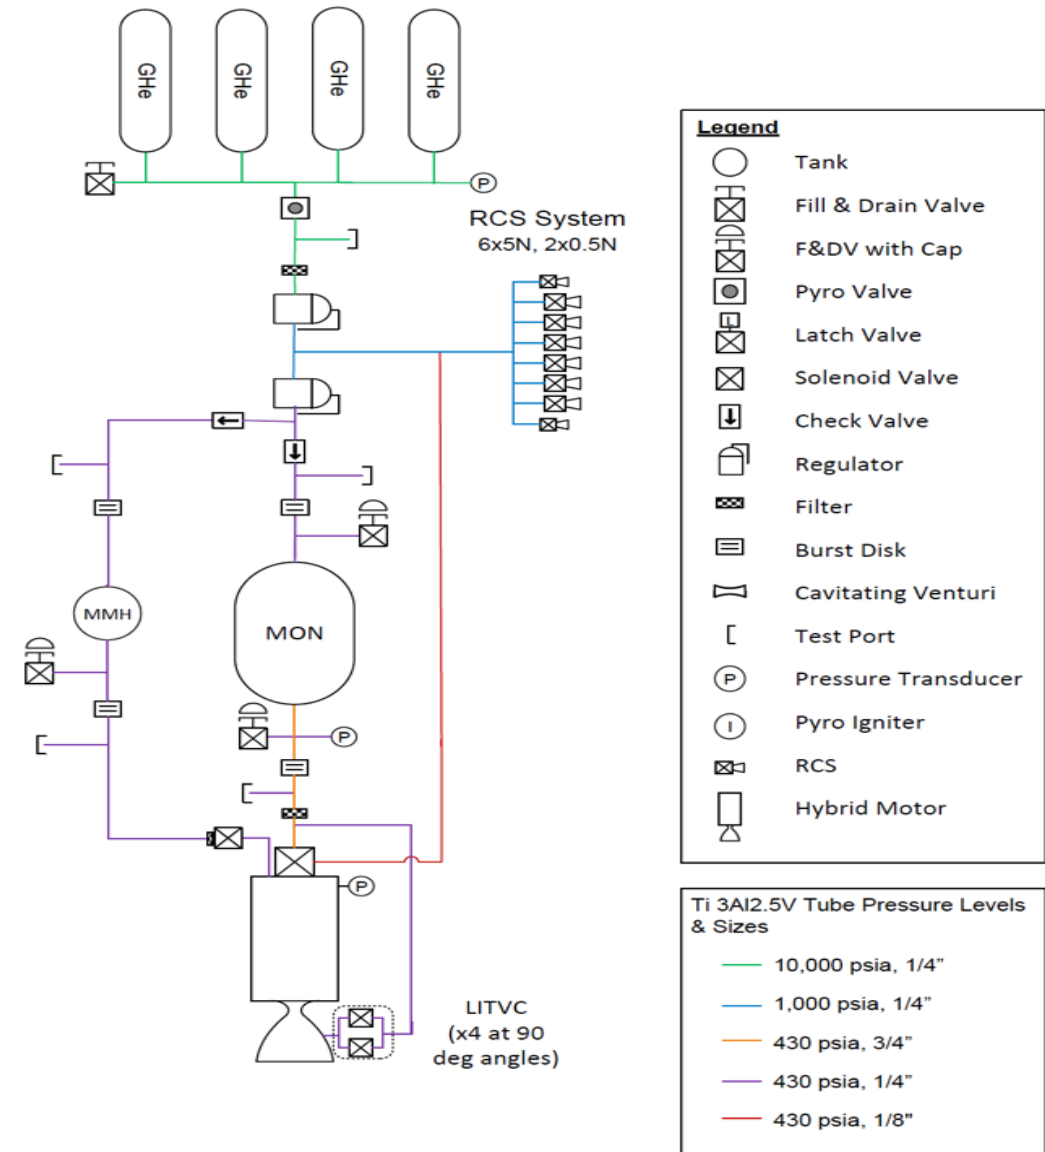 GHe
GHe
GHe
GHe
P
RCS System
6x5N, 2x0.5N
MMH
MON
P
P
LITVC
(x4 at 90
deg angles)
Legend
Tank
Fill & Drain Valve
F&DV with Cap
Pyro Valve
L
Latch Valve
Solenoid Valve
Check Valve
Regulator
Filter
Burst Disk
Cavitating Venturi
Test Port
P
Pressure Transducer
I
Pyro Igniter
RCS
Hybrid Motor
Ti 3Al2.5V Tube Pressure Levels
& Sizes
10,000 psia, 1/4”
1,000 psia, 1/4”
430 psia, 3/4”
430 psia, 1/4”
430 psia, 1/8"